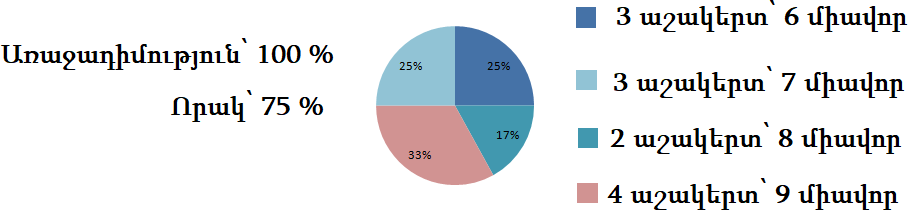 Առաջադիմություն՝ 100 %
Որակ՝ 75 %
25%
25%
17%
33%
3 աշակերտ՝ 6 միավոր
3 աշակերտ՝ 7 միավոր
2 աշակերտ՝ 8 միավոր
4 աշակերտ՝ 9 միավոր